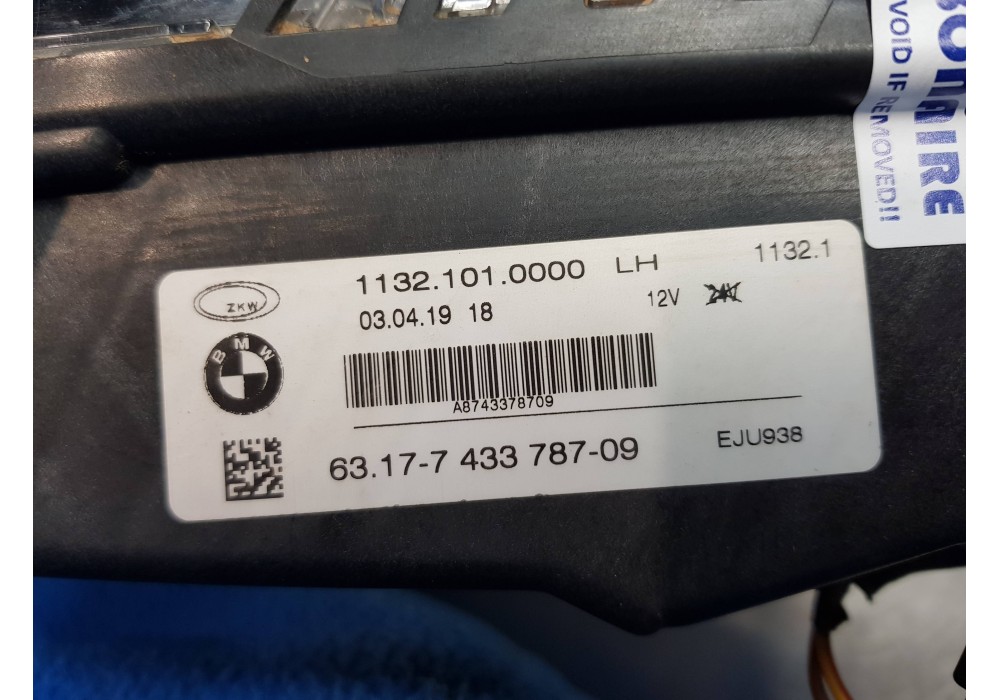 ROMAIRE
VOID IF REMOVED!!
1132.101.0000 LH 1132.1
ZKW
03.04.19 18 12V 24V
BMW
A8743378709
63.17-7 433 787-09 EJU938